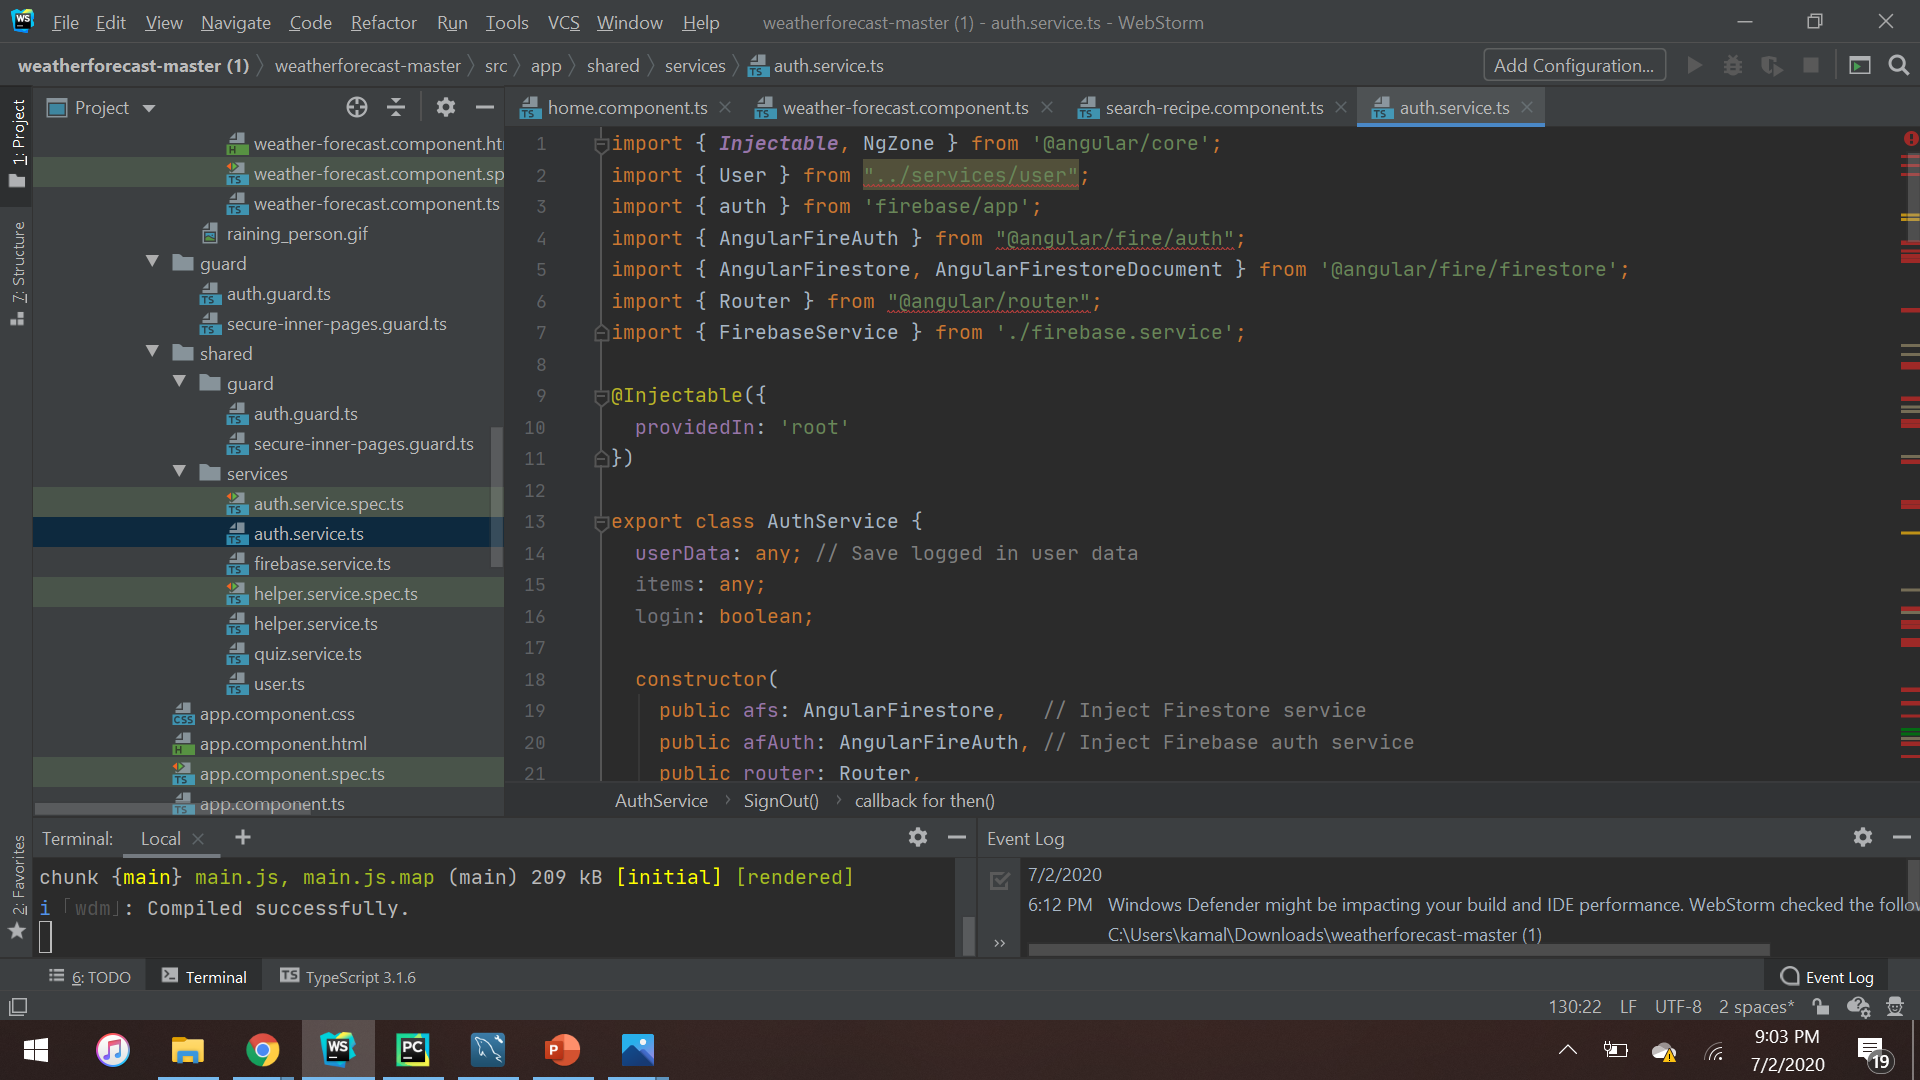 File Edit View Navigate Code Refactor Run Tools VCS Window Help weatherforecast-master (1) - auth.service.ts - WebStorm
weatherforecast-master (1) weatherforecast-master src app shared services auth.service.ts Add Configuration...
Project
home.component.ts weather-forecast.component.ts search-recipe.component.ts auth.service.ts
1: Project
7: Structure
2: Favorites
weather-forecast.component.ht
weather-forecast.component.sp
weather-forecast.component.ts
raining_person.gif
guard
auth.guard.ts
secure-inner-pages.guard.ts
shared
guard
auth.guard.ts
secure-inner-pages.guard.ts
services
auth.service.spec.ts
auth.service.ts
firebase.service.ts
helper.service.spec.ts
helper.service.ts
quiz.service.ts
user.ts
app.component.css
app.component.html
app.component.spec.ts
app.component.ts
1 import { Injectable, NgZone } from '@angular/core';
2 import { User } from "../services/user";
3 import { auth } from 'firebase/app';
4 import { AngularFireAuth } from "@angular/fire/auth";
5 import { AngularFirestore, AngularFirestoreDocument } from '@angular/fire/firestore';
6 import { Router } from "@angular/router";
7 import { FirebaseService } from './firebase.service';
8
9 @Injectable({
10 providedIn: 'root'
11 })
12
13 export class AuthService {
14 userData: any; // Save logged in user data
15 items: any;
16 login: boolean;
17
18 constructor(
19 public afs: AngularFirestore, // Inject Firestore service
20 public afAuth: AngularFireAuth, // Inject Firebase auth service
21 public router: Router,
AuthService SignOut() callback for then()
Terminal: Local +
chunk {main} main.js, main.js.map (main) 209 kB [initial] [rendered]
i 「wdm」: Compiled successfully.
Event Log
7/2/2020
6:12 PM Windows Defender might be impacting your build and IDE performance. WebStorm checked the follow
C:\Users\kamal\Downloads\weatherforecast-master (1)
6: TODO Terminal TypeScript 3.1.6 Event Log
130:22 LF UTF-8 2 spaces*
9:03 PM
7/2/2020
19